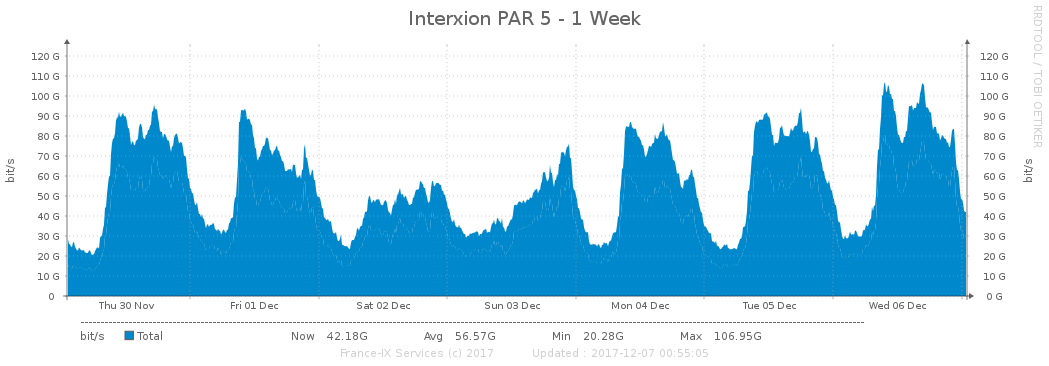 Interxion PAR 5 - 1 Week
RRDTOOL / TOBI OETIKER
bit/s
120 G 120 G
110 G 110 G
100 G 100 G
90 G 90 G
80 G 80 G
70 G 70 G
60 G 60 G
50 G 50 G
40 G 40 G
30 G 30 G
20 G 20 G
10 G 10 G
0 0 G
bit/s
Thu 30 Nov Fri 01 Dec Sat 02 Dec Sun 03 Dec Mon 04 Dec Tue 05 Dec Wed 06 Dec
bit/s Total Now 42.18G Avg 56.57G Min 20.28G Max 106.95G
France-IX Services (c) 2017 Updated : 2017-12-07 00:55:05